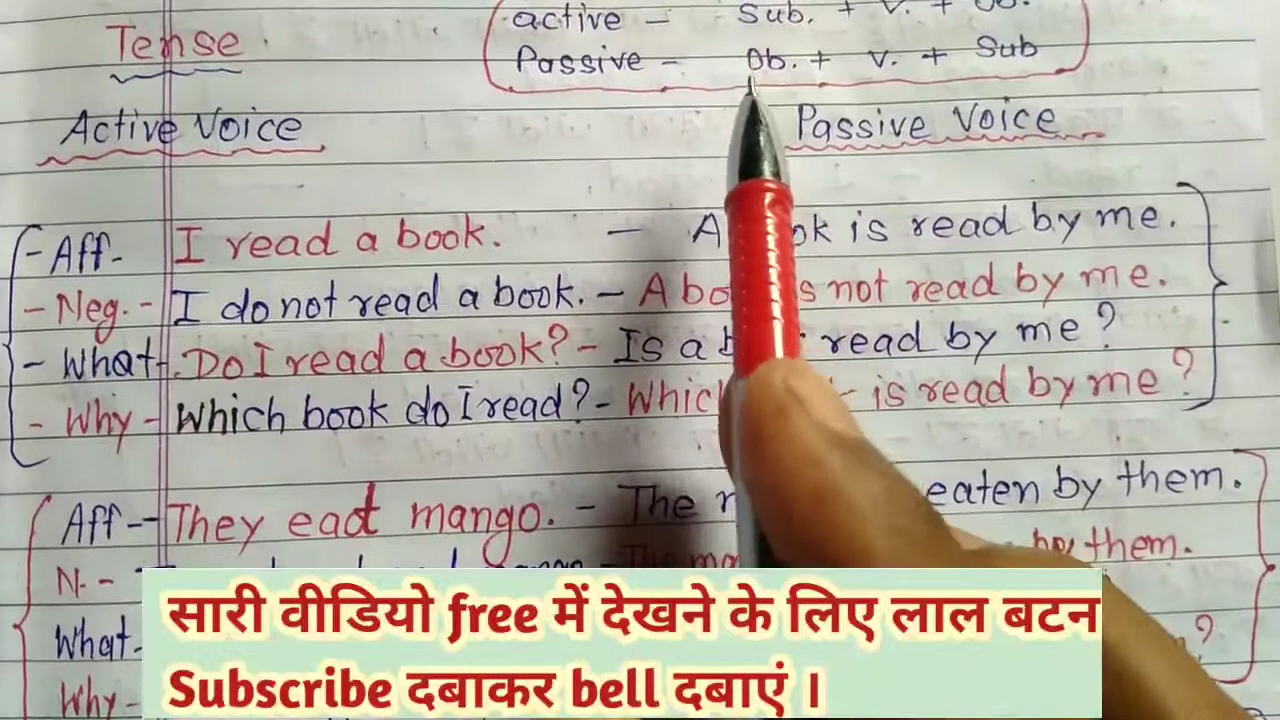 active - Sub. + V. + Ob.
Tense.
Passive - Ob. + V. + Sub
Active Voice
Passive Voice
- Aff. I read a book. - A ok is read by me.
- Neg. - I do not read a book. - A bo s not read by me.
- What - Do I read a book? - Is a b read by me?
- Why - Which book do I read? - Which is read by me?
Aff - They eat mango. - The eaten by them.
N. - them.
What - ?
Why -
सारी वीडियो free में देखने के लिए लाल बटन
Subscribe दबाकर bell दबाएं ।